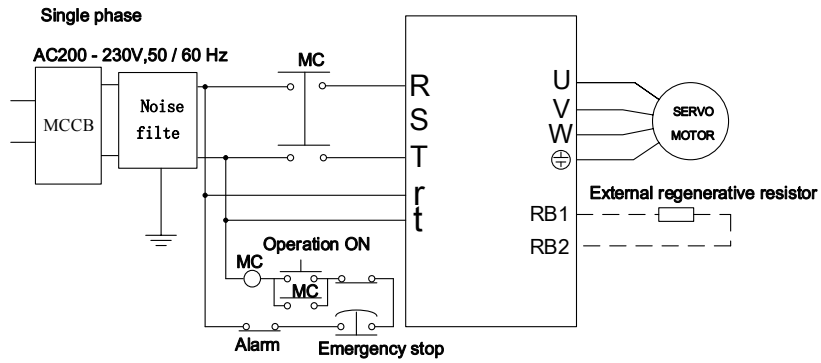 Single phase
AC200 - 230V,50 / 60 Hz
MCCB
Noise
filte
MC
R
S
T
r
t
U
V
W
SERVO
MOTOR
External regenerative resistor
RB1
RB2
Operation ON
MC
MC
Alarm
Emergency stop